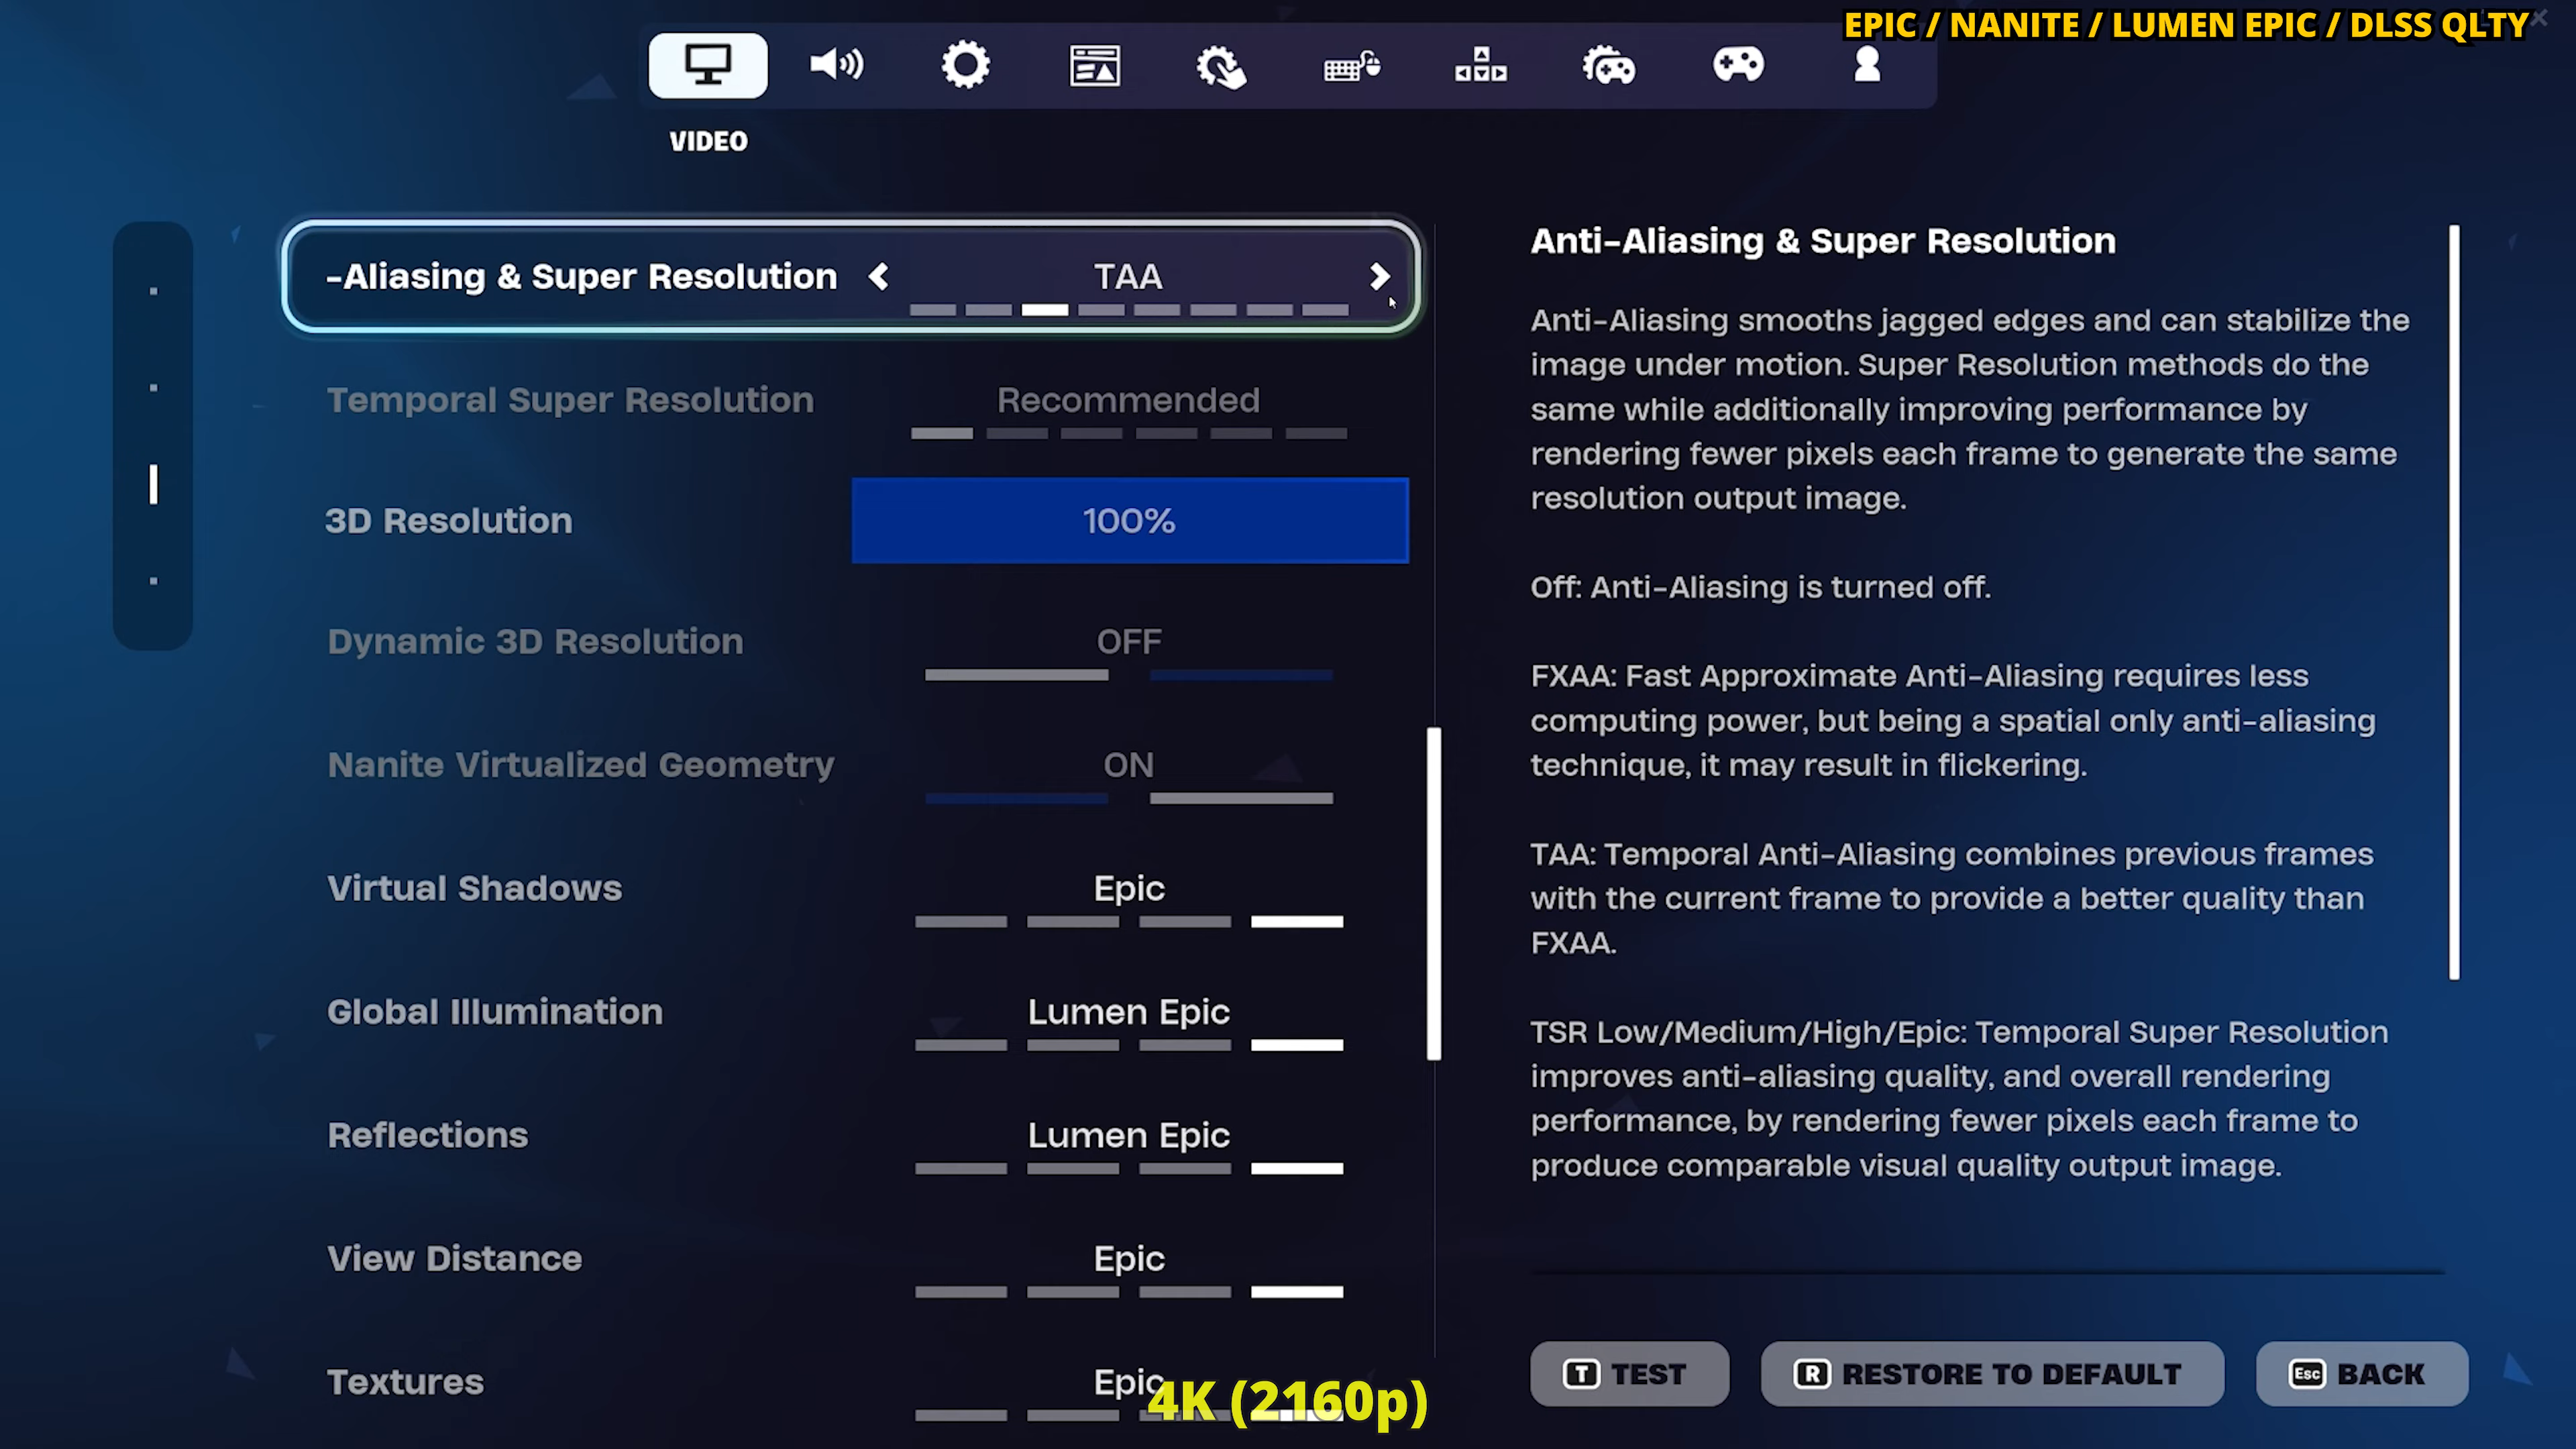 EPIC / NANITE / LUMEN EPIC / DLSS QLTY
VIDEO
-Aliasing & Super Resolution
TAA
Temporal Super Resolution
Recommended
3D Resolution
100%
Dynamic 3D Resolution
OFF
Nanite Virtualized Geometry
ON
Virtual Shadows
Epic
Global Illumination
Lumen Epic
Reflections
Lumen Epic
View Distance
Epic
Textures
Epic
4K (2160p)
Anti-Aliasing & Super Resolution
Anti-Aliasing smooths jagged edges and can stabilize the
image under motion. Super Resolution methods do the
same while additionally improving performance by
rendering fewer pixels each frame to generate the same
resolution output image.
Off: Anti-Aliasing is turned off.
FXAA: Fast Approximate Anti-Aliasing requires less
computing power, but being a spatial only anti-aliasing
technique, it may result in flickering.
TAA: Temporal Anti-Aliasing combines previous frames
with the current frame to provide a better quality than
FXAA.
TSR Low/Medium/High/Epic: Temporal Super Resolution
improves anti-aliasing quality, and overall rendering
performance, by rendering fewer pixels each frame to
produce comparable visual quality output image.
T TEST
R RESTORE TO DEFAULT
Esc BACK